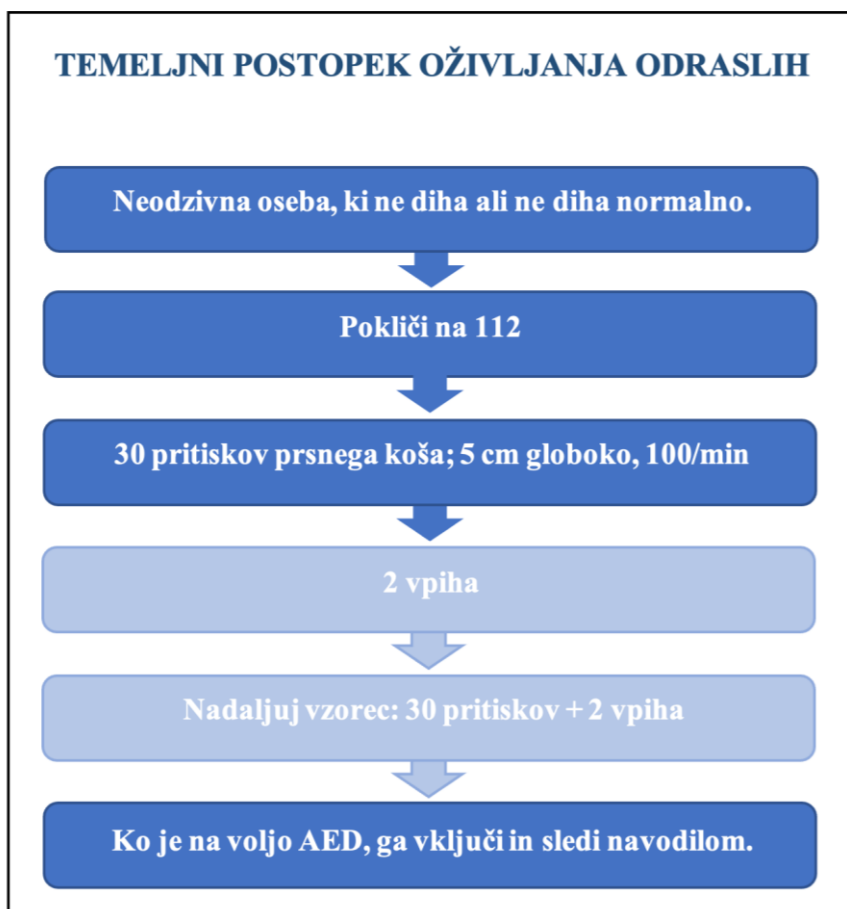 TEMELJNI POSTOPEK OŽIVLJANJA ODRASLIH
Neodzivna oseba, ki ne diha ali ne diha normalno.
Pokliči na 112
30 pritiskov prsnega koša; 5 cm globoko, 100/min
2 vpiha
Nadaljuj vzorec: 30 pritiskov + 2 vpiha
Ko je na voljo AED, ga vključi in sledi navodilom.